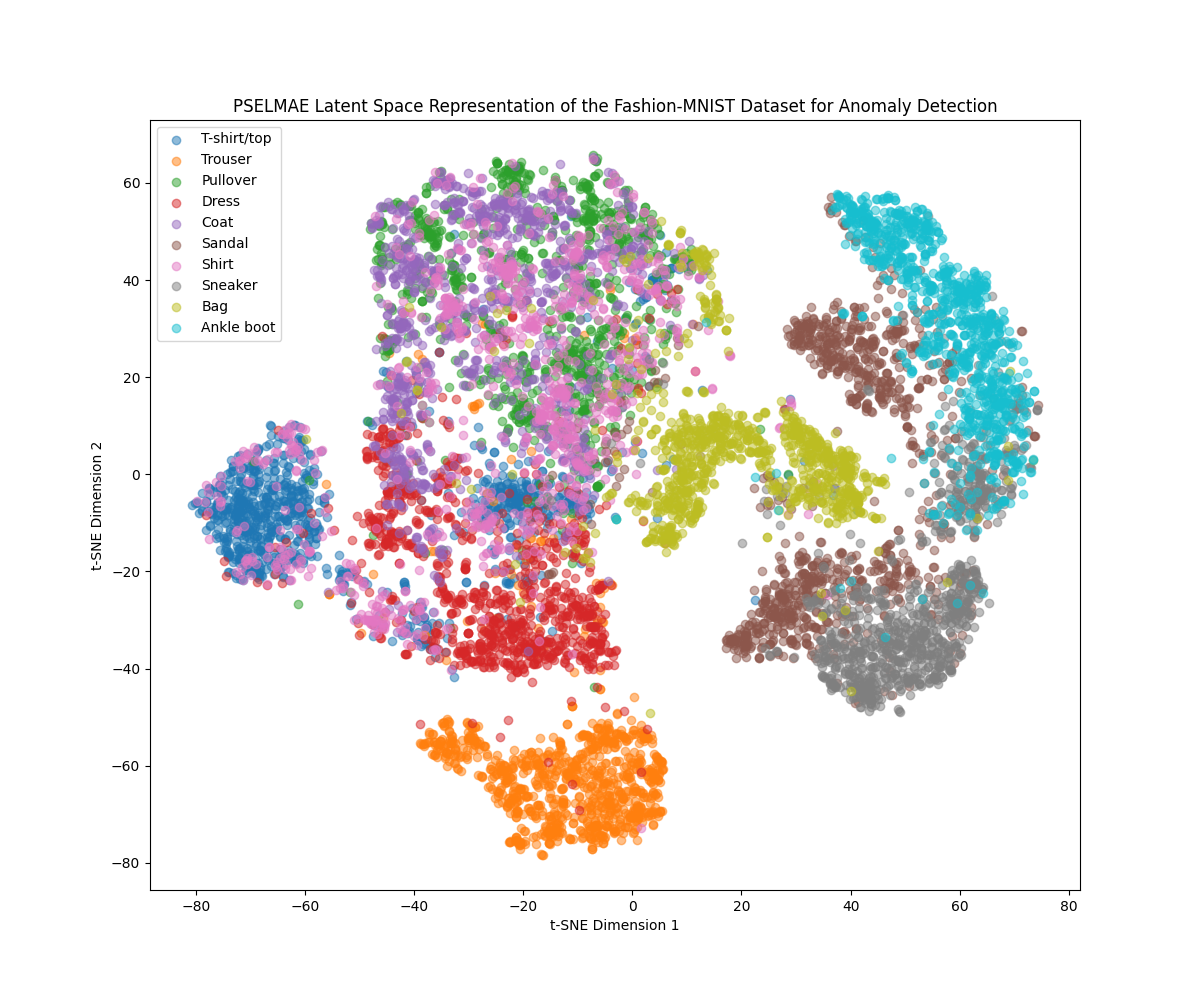 PSELMAE Latent Space Representation of the Fashion-MNIST Dataset for Anomaly Detection
T-shirt/top
Trouser
Pullover
Dress
Coat
Sandal
Shirt
Sneaker
Bag
Ankle boot
60
40
20
0
−20
−40
−60
−80
t-SNE Dimension 2
−80 −60 −40 −20 0 20 40 60 80
t-SNE Dimension 1